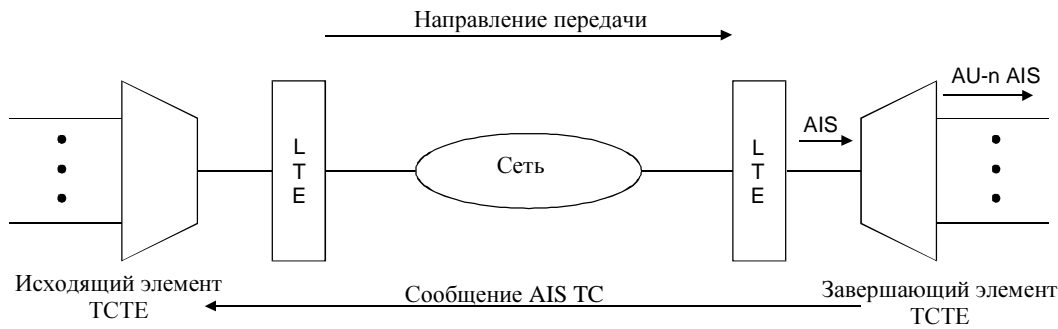 Направление передачи
AU-n AIS
L
T
E
Сеть
L
T
E
AIS
Исходящий элемент
TCTE
Сообщение AIS TC
Завершающий элемент
TCTE